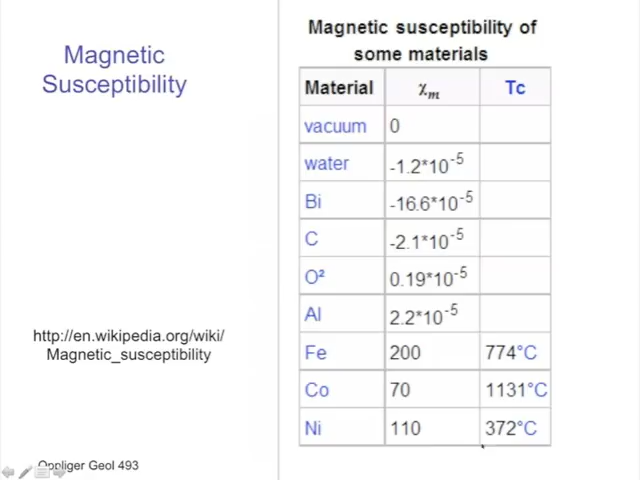 Magnetic
Susceptibility
Magnetic susceptibility of
some materials
Material χm Tc
vacuum 0
water -1.2*10-5
Bi -16.6*10-5
C -2.1*10-5
O² 0.19*10-5
Al 2.2*10-5
Fe 200 774°C
Co 70 1131°C
Ni 110 372°C
http://en.wikipedia.org/wiki/
Magnetic_susceptibility
Oppliger Geol 493